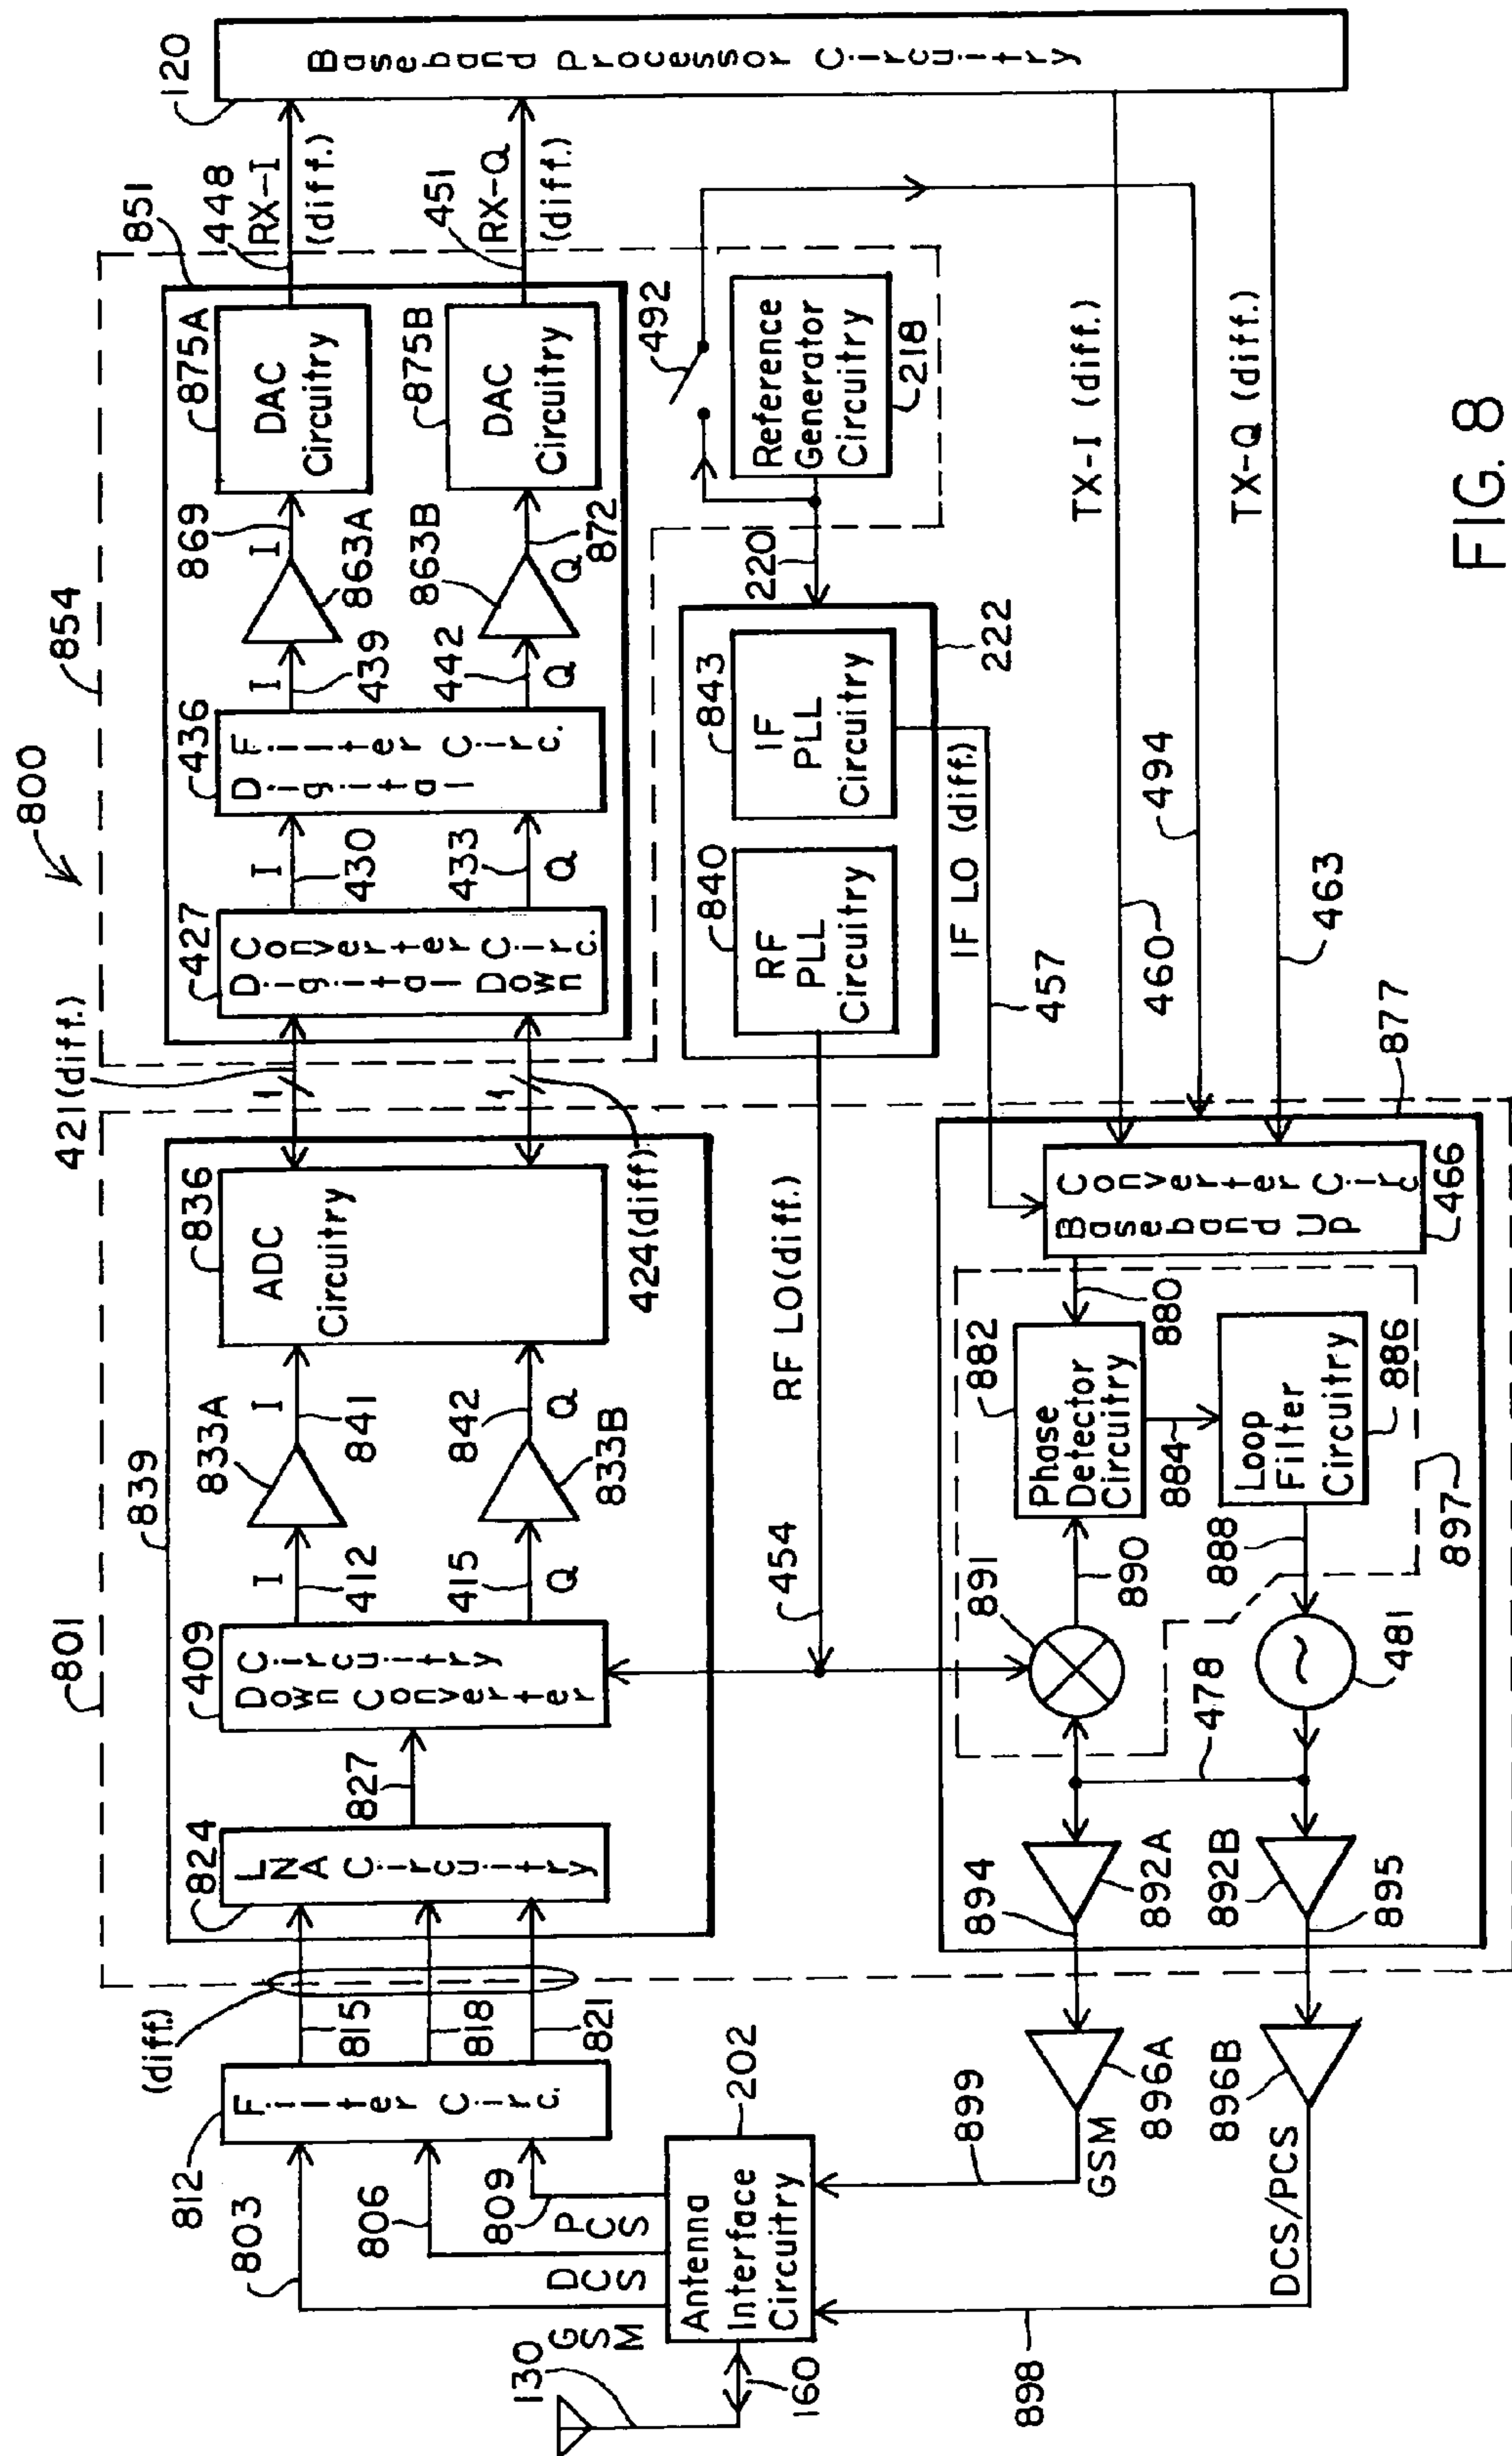 800
801
854
839
851
120
812
Filter Circ.
803
806
809
GSM
DCS
PCS
130
160
Antenna
Interface
Circuitry
202
(diff.)
815
818
821
824
LNA Circuitry
827
409
Down Converter
Circuitry
I
412
415
Q
833A
833B
I
841
842
Q
836
ADC
Circuitry
421(diff.)
1
1
424(diff)
427
Digital Down
Converter Circ.
I
430
433
Q
436
Digital
Filter Circ.
I
439
442
Q
863A
863B
I
869
Q
872
875A
DAC
Circuitry
875B
DAC
Circuitry
448
RX-I
(diff.)
451
RX-Q
(diff.)
Baseband Processor Circuitry
492
Reference
Generator
Circuitry
218
220
222
840
RF
PLL
Circuitry
843
IF
PLL
Circuitry
RF LO(diff.)
454
IF LO (diff.)
457
TX-I (diff.)
460
494
TX-Q (diff.)
463
877
Baseband Up
Converter Circ
466
880
882
Phase
Detector
Circuitry
884
886
Loop
Filter
Circuitry
888
890
891
897
481
478
892A
892B
894
895
896A
896B
GSM
899
DCS/PCS
898
FIG. 8